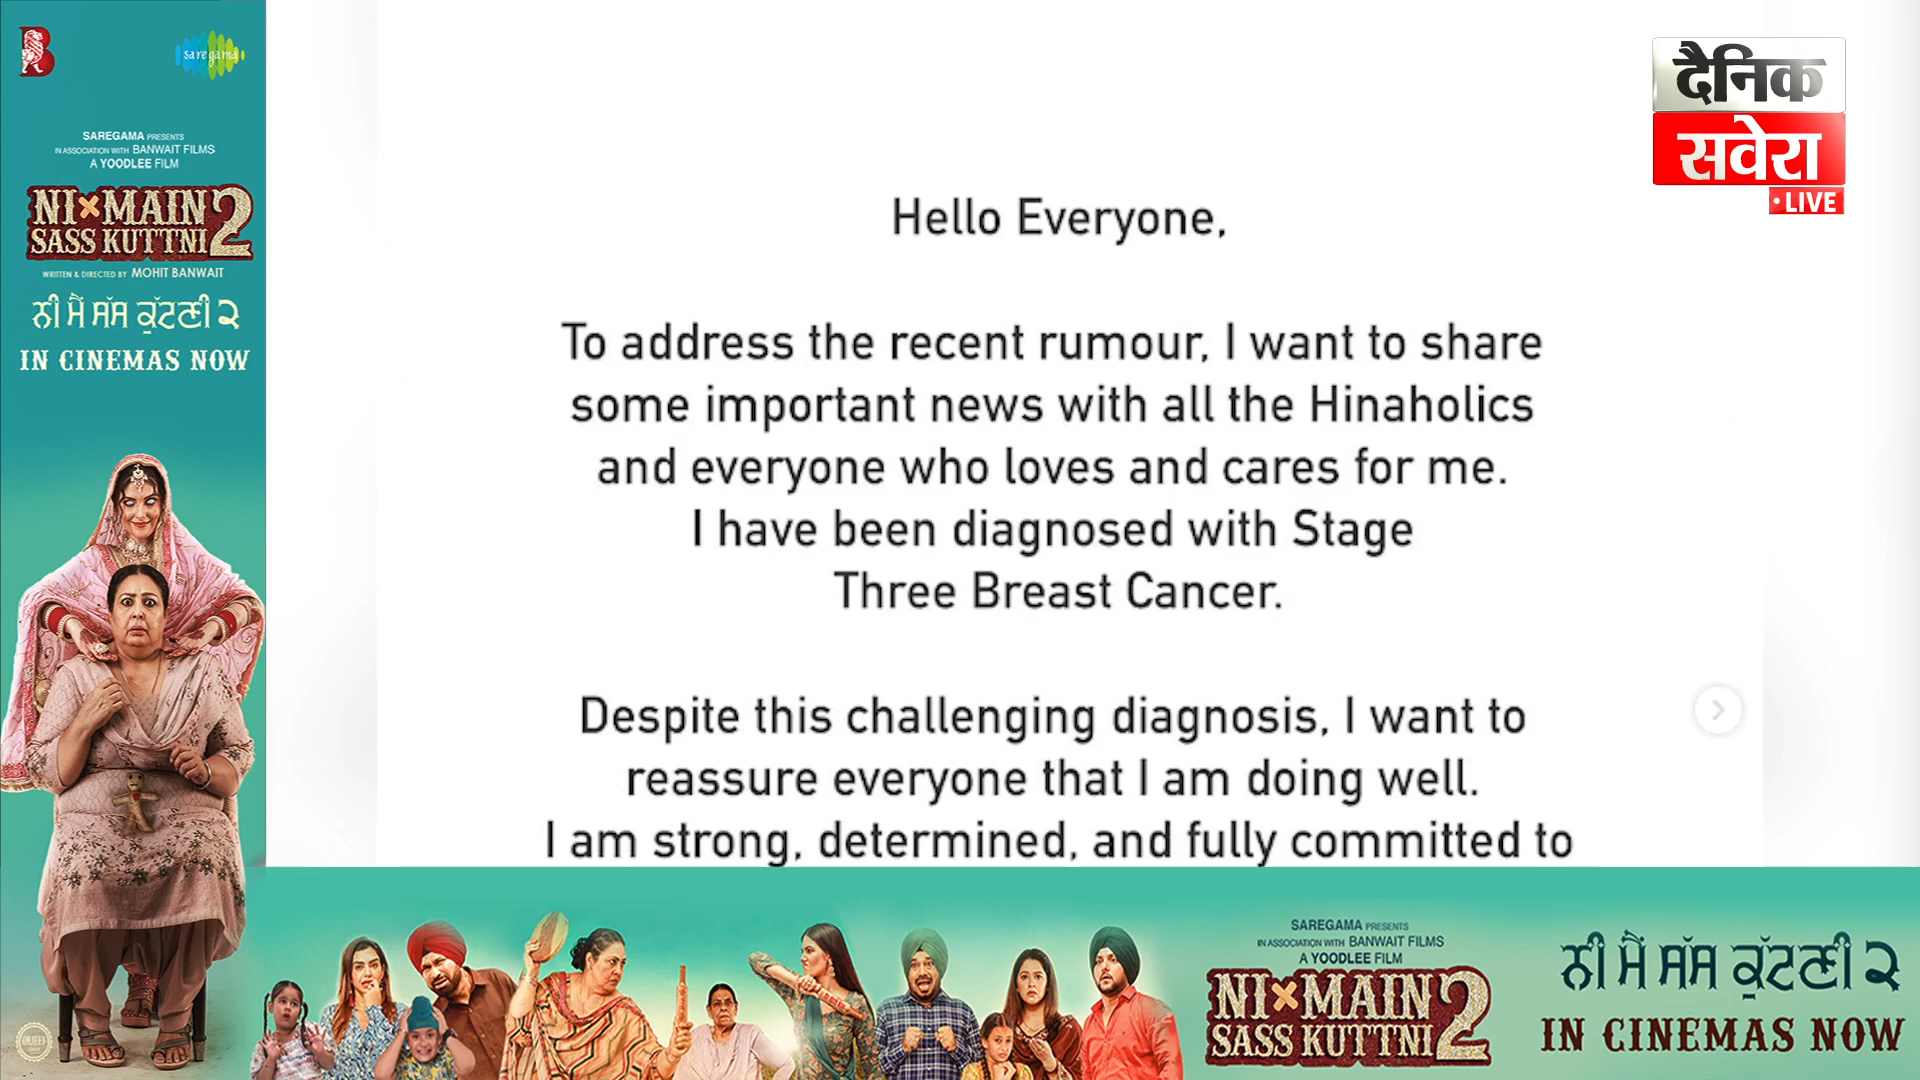 B
saregama
SAREGAMA PRESENTS
IN ASSOCIATION WITH BANWAIT FILMS
A YOODLEE FILM
NI MAIN 2
SASS KUTTNI
WRITTEN & DIRECTED BY MOHIT BANWAIT
ਨੀ ਮੈਂ ਸੱਸ ਕੁੱਟਣੀ ੨
IN CINEMAS NOW
दैनिक
सवेरा
LIVE
Hello Everyone,
To address the recent rumour, I want to share
some important news with all the Hinaholics
and everyone who loves and cares for me.
I have been diagnosed with Stage
Three Breast Cancer.
Despite this challenging diagnosis, I want to
reassure everyone that I am doing well.
I am strong, determined, and fully committed to
SAREGAMA PRESENTS
IN ASSOCIATION WITH BANWAIT FILMS
A YOODLEE FILM
NI MAIN 2
SASS KUTTNI
ਨੀ ਮੈਂ ਸੱਸ ਕੁੱਟਣੀ ੨
IN CINEMAS NOW